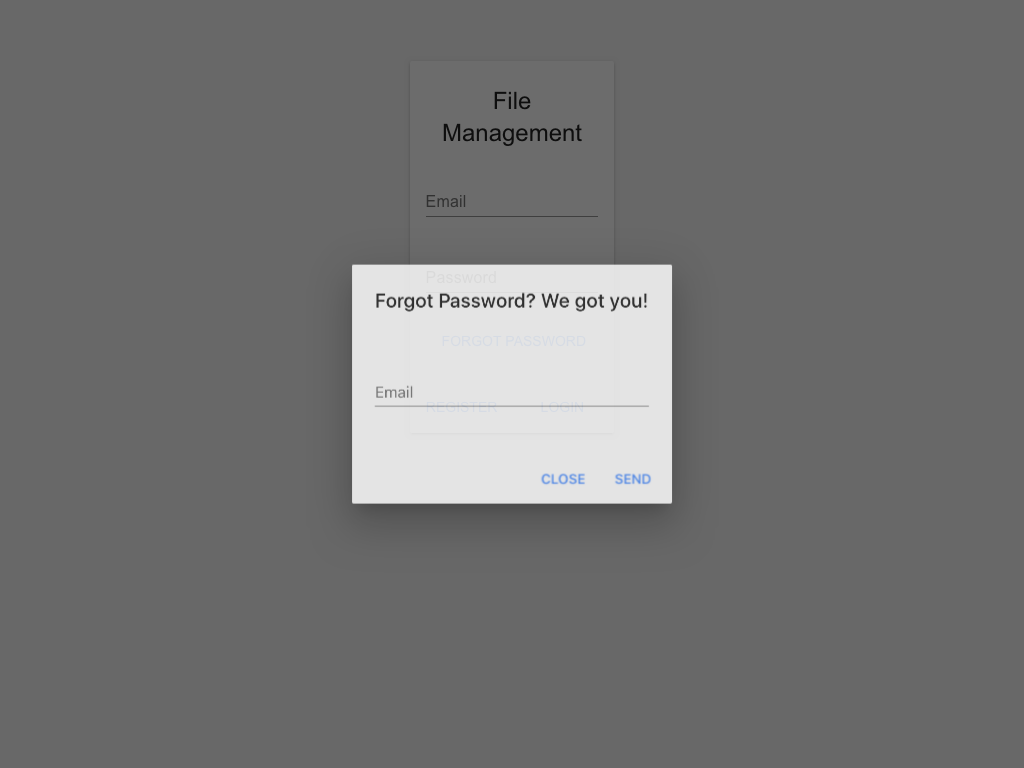 File
Management
Email
Password
Forgot Password? We got you!
FORGOT PASSWORD
Email
REGISTER LOGIN
CLOSE SEND